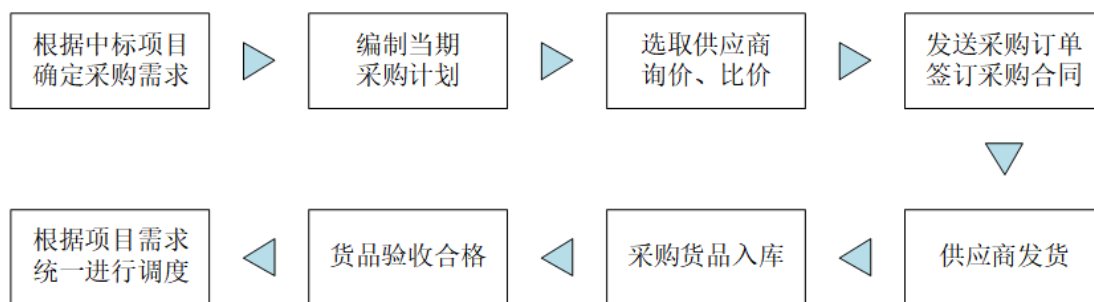 根据中标项目
确定采购需求
编制当期
采购计划
选取供应商
询价、比价
发送采购订单
签订采购合同
供应商发货
采购货品入库
货品验收合格
根据项目需求
统一进行调度